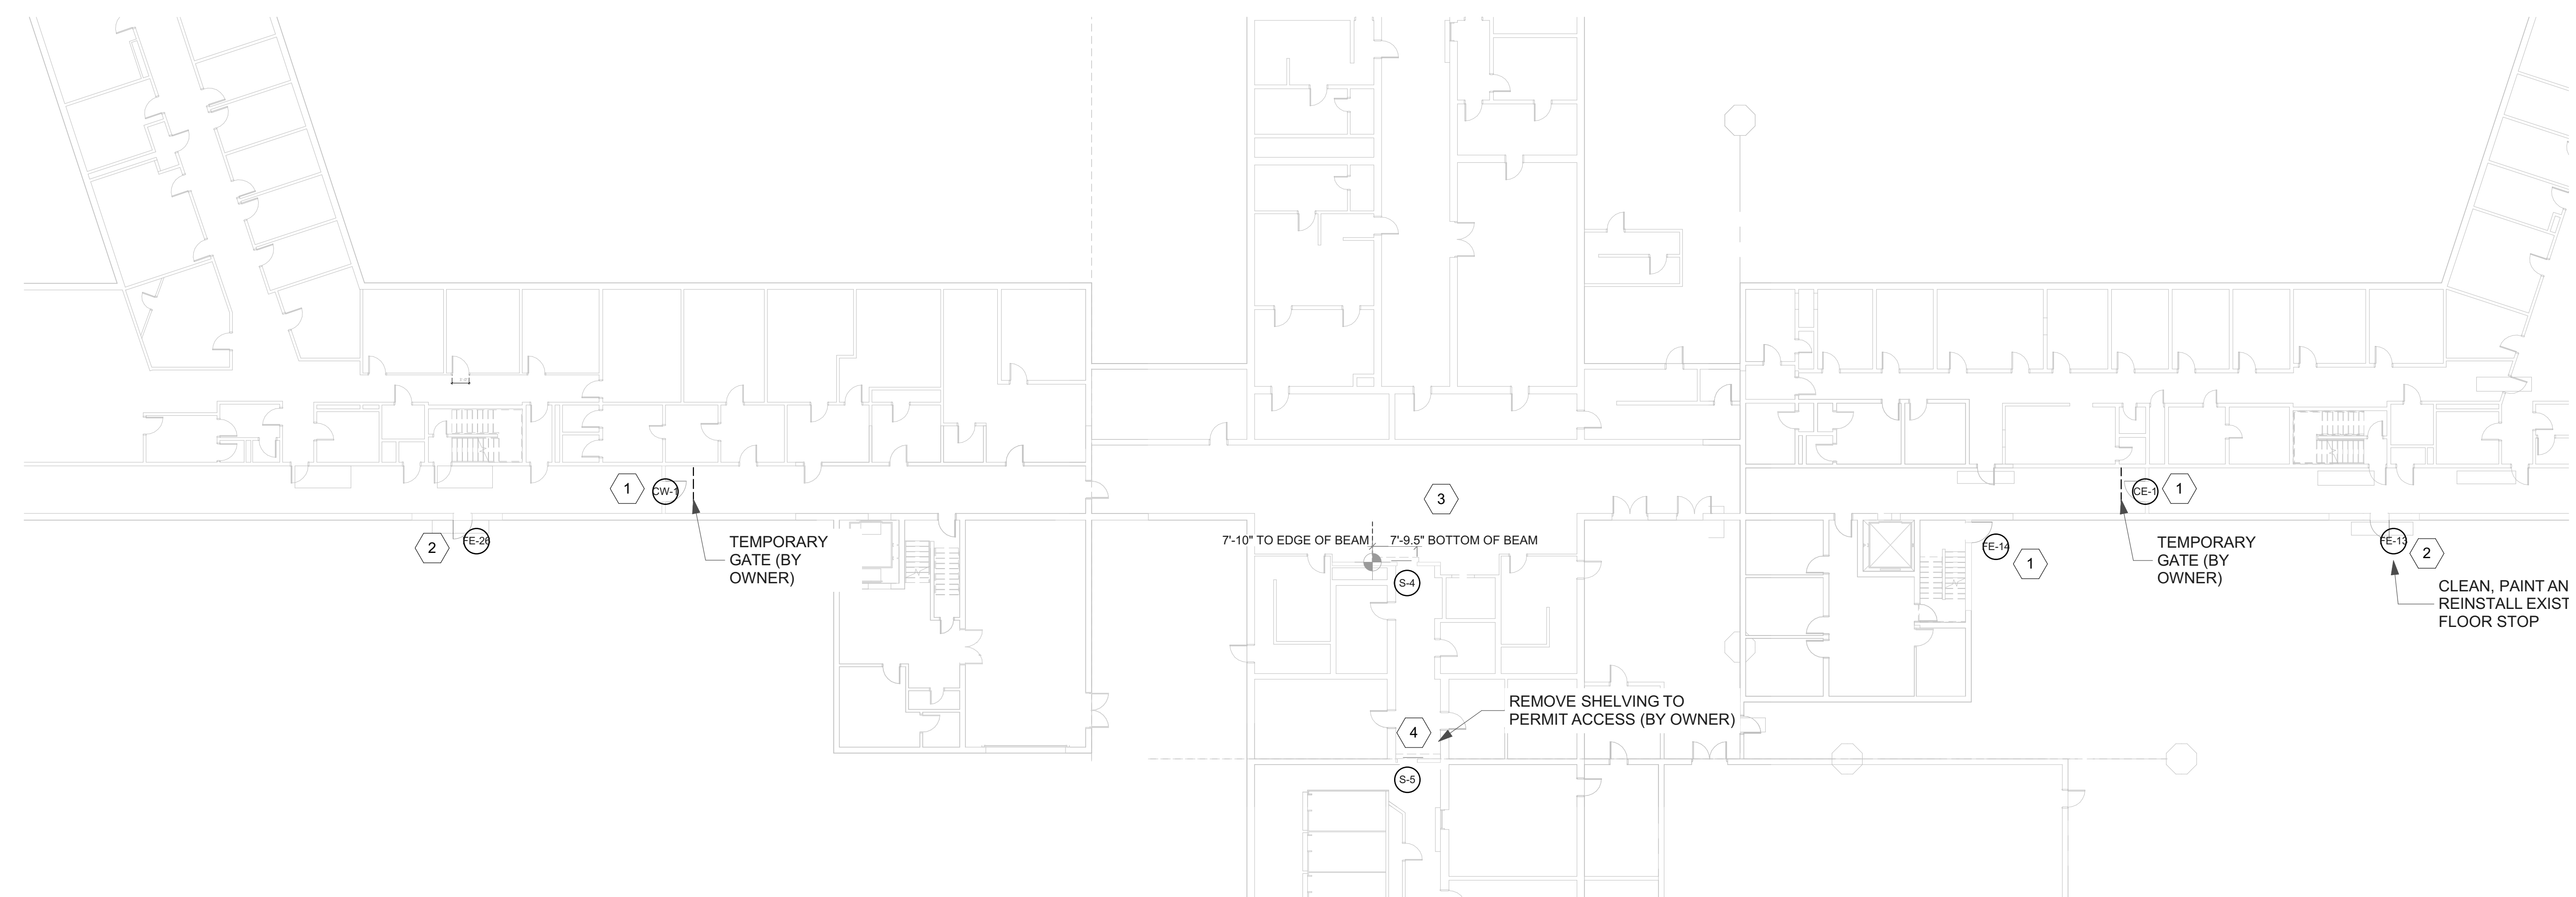 1
CW-1
TEMPORARY
GATE (BY
OWNER)
2
FE-26
3
7'-10" TO EDGE OF BEAM
7'-9.5" BOTTOM OF BEAM
S-4
REMOVE SHELVING TO
PERMIT ACCESS (BY OWNER)
4
S-5
FE-14
1
CE-1
1
TEMPORARY
GATE (BY
OWNER)
FE-13
2
CLEAN, PAINT AN
REINSTALL EXIST
FLOOR STOP